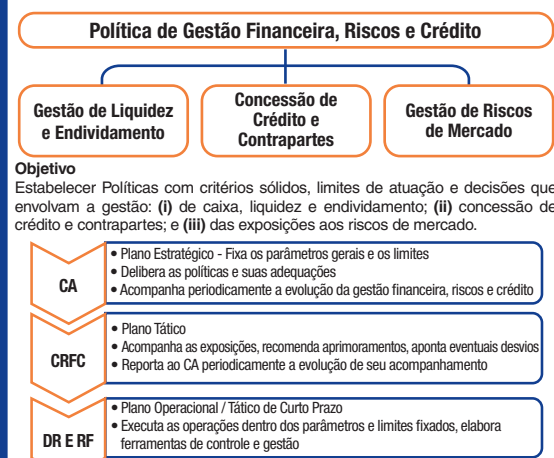 Política de Gestão Financeira, Riscos e Crédito
Gestão de Liquidez
e Endividamento
Concessão de
Crédito e
Contrapartes
Gestão de Riscos
de Mercado
Objetivo
Estabelecer Políticas com critérios sólidos, limites de atuação e decisões que
envolvam a gestão: (i) de caixa, liquidez e endividamento; (ii) concessão de
crédito e contrapartes; e (iii) das exposições aos riscos de mercado.
CA
• Plano Estratégico - Fixa os parâmetros gerais e os limites
• Delibera as políticas e suas adequações
• Acompanha periodicamente a evolução da gestão financeira, riscos e crédito
CRFC
• Plano Tático
• Acompanha as exposições, recomenda aprimoramentos, aponta eventuais desvios
• Reporta ao CA periodicamente a evolução de seu acompanhamento
DR E RF
• Plano Operacional / Tático de Curto Prazo
• Executa as operações dentro dos parâmetros e limites fixados, elabora
ferramentas de controle e gestão